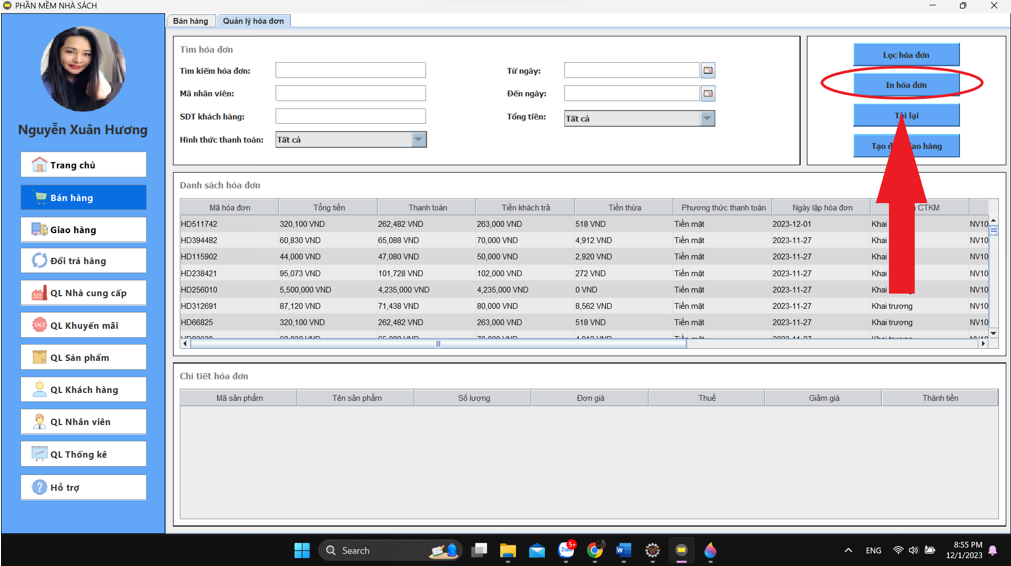 PHẦN MỀM NHÀ SÁCH
Nguyễn Xuân Hương
Trang chủ
Bán hàng
Giao hàng
Đổi trả hàng
QL Nhà cung cấp
QL Khuyến mãi
QL Sản phẩm
QL Khách hàng
QL Nhân viên
QL Thống kê
Hỗ trợ
Bán hàng Quản lý hóa đơn
Tìm hóa đơn
Tìm kiếm hóa đơn: Từ ngày:
Mã nhân viên: Đến ngày:
SDT khách hàng: Tổng tiền: Tất cả
Hình thức thanh toán: Tất cả
Lọc hóa đơn
In hóa đơn
Tải lại
Tạo đ ao hàng
Danh sách hóa đơn
Mã hóa đơn Tổng tiền Thanh toán Tiền khách trả Tiền thừa Phương thức thanh toán Ngày lập hóa đơn CTKM
HD511742 320,100 VND 262,482 VND 263,000 VND 518 VND Tiền mặt 2023-12-01 Khai NV10
HD394482 60,830 VND 65,088 VND 70,000 VND 4,912 VND Tiền mặt 2023-11-27 Khai NV10
HD115902 44,000 VND 47,080 VND 50,000 VND 2,920 VND Tiền mặt 2023-11-27 Khai NV10
HD238421 95,073 VND 101,728 VND 102,000 VND 272 VND Tiền mặt 2023-11-27 Khai NV10
HD256010 5,500,000 VND 4,235,000 VND 4,235,000 VND 0 VND Tiền mặt 2023-11-27 Khai NV10
HD312691 87,120 VND 71,438 VND 80,000 VND 8,562 VND Tiền mặt 2023-11-27 Khai trương NV10
HD66825 320,100 VND 262,482 VND 263,000 VND 518 VND Tiền mặt 2023-11-27 Khai trương NV10
Chi tiết hóa đơn
Mã sản phẩm Tên sản phẩm Số lượng Đơn giá Thuế Giảm giá Thành tiền
Search
Zalo
5+
ENG
8:55 PM
12/1/2023